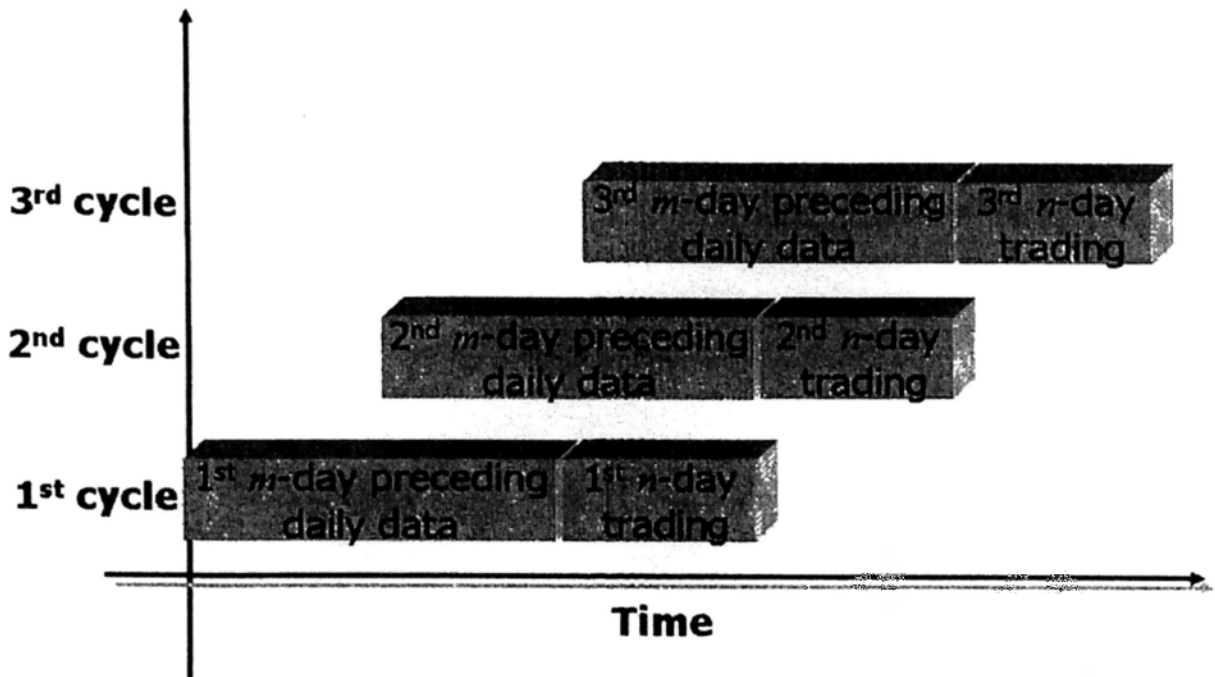 3rd cycle
3rd m-day preceding
daily data
3rd n-day
trading
2nd cycle
2nd m-day preceding
daily data
2nd n-day
trading
1st cycle
1st m-day preceding
daily data
1st n-day
trading
Time